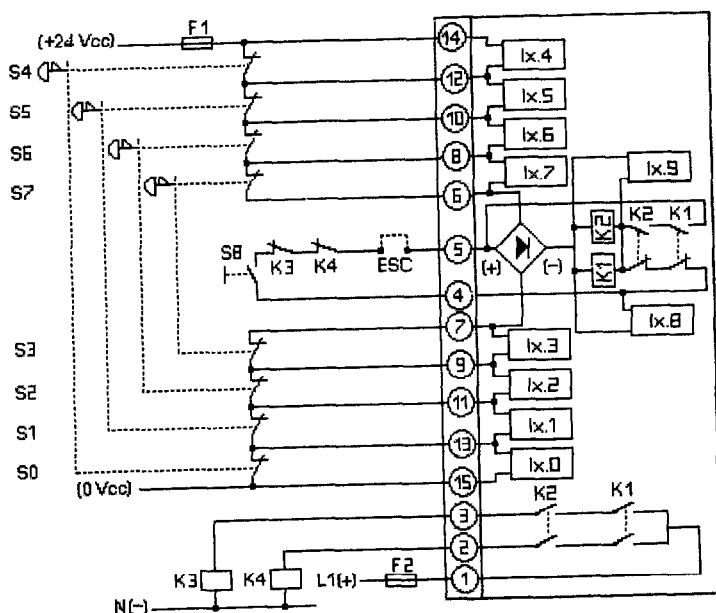 F1
(+24 Vcc)
14
Ix.4
S4
12
Ix.5
S5
10
Ix.6
S6
8
Ix.7
S7
6
Ix.9
K2
K2 K1
S8
K3 K4 ESC
5
(+) (-)
K1
4
7
Ix.8
S3
Ix.3
9
S2
Ix.2
11
S1
Ix.1
13
S0
Ix.0
(0 Vcc)
15
K2 K1
3
2
K3 K4 L1(+) F2
1
N(-)